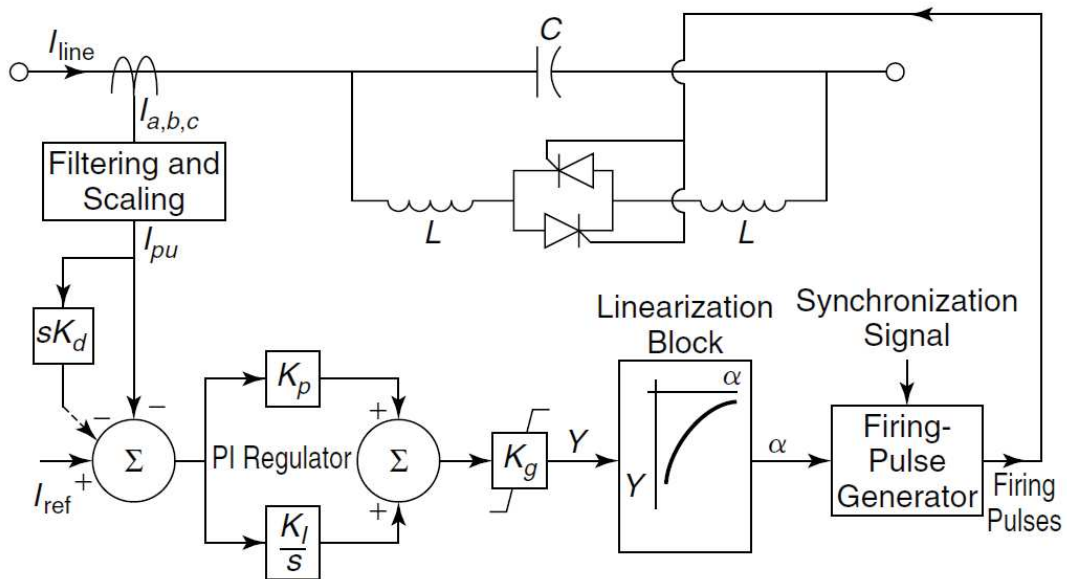 C
I_line
I_a,b,c
Filtering and
Scaling
L
L
I_pu
Linearization
Block
Synchronization
Signal
sK_d
K_p
α
−
−
+
Firing-
Pulse
Generator
Σ
PI Regulator
Σ
K_g
Y
Y
α
+
I_ref
+
K_I
s
Firing
Pulses